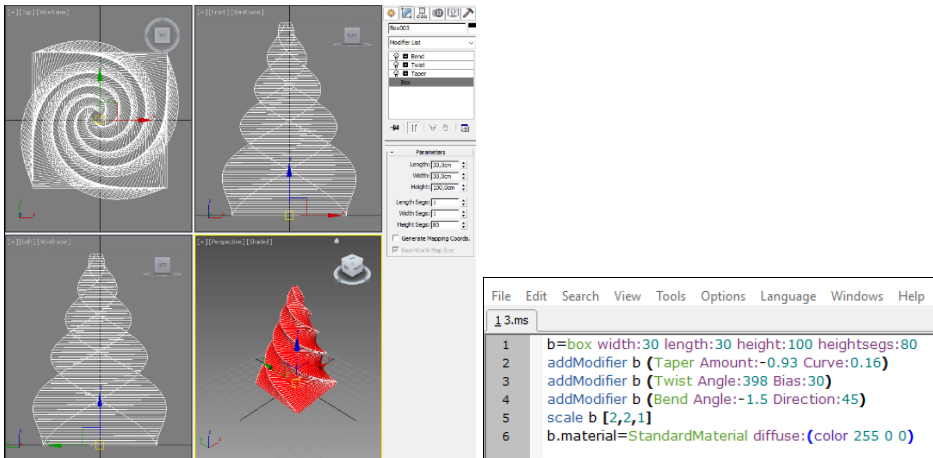 [+][Top][Wireframe]
[+][Front][Wireframe]
[+][Left][Wireframe]
[+][Perspective][Shaded]
Box003
Modifier List
Bend
Twist
Taper
Box
Parameters
Length: 30,0cm
Width: 30,0cm
Height: 100,0cm
Length Segs: 1
Width Segs: 1
Height Segs: 80
Generate Mapping Coords.
Real-World Map Size
File Edit Search View Tools Options Language Windows Help
1 3.ms
1 b=box width:30 length:30 height:100 heightsegs:80
2 addModifier b (Taper Amount:-0.93 Curve:0.16)
3 addModifier b (Twist Angle:398 Bias:30)
4 addModifier b (Bend Angle:-1.5 Direction:45)
5 scale b [2,2,1]
6 b.material=StandardMaterial diffuse:(color 255 0 0)